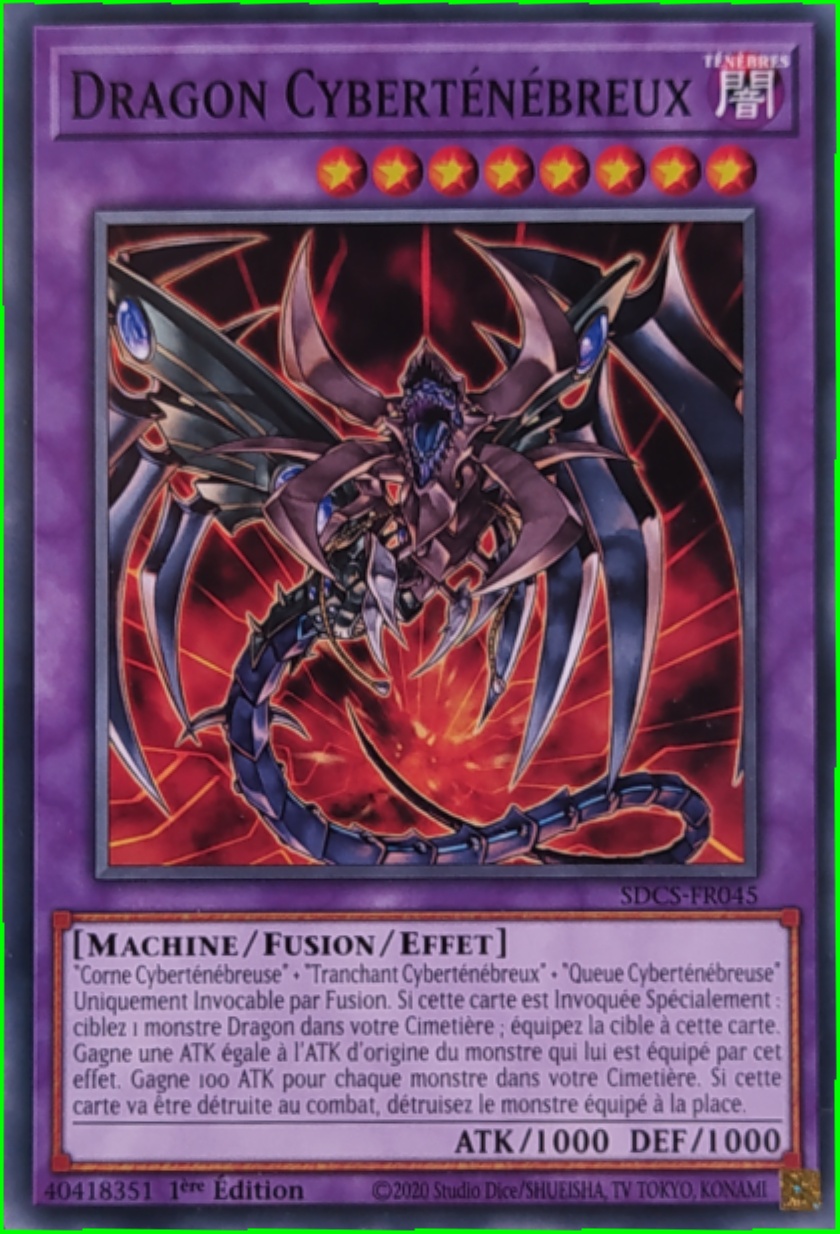 DRAGON CYBERTÉNÉBREUX
TÉNÈBRES
闇
SDCS-FR045
[MACHINE/FUSION/EFFET]
"Corne Cyberténébreuse" + "Tranchant Cyberténébreux" + "Queue Cyberténébreuse"
Uniquement Invocable par Fusion. Si cette carte est Invoquée Spécialement :
ciblez 1 monstre Dragon dans votre Cimetière ; équipez la cible à cette carte.
Gagne une ATK égale à l'ATK d'origine du monstre qui lui est équipé par cet
effet. Gagne 100 ATK pour chaque monstre dans votre Cimetière. Si cette
carte va être détruite au combat, détruisez le monstre équipé à la place.
ATK/1000 DEF/1000
40418351 1ère Édition ©2020 Studio Dice/SHUEISHA, TV TOKYO, KONAMI